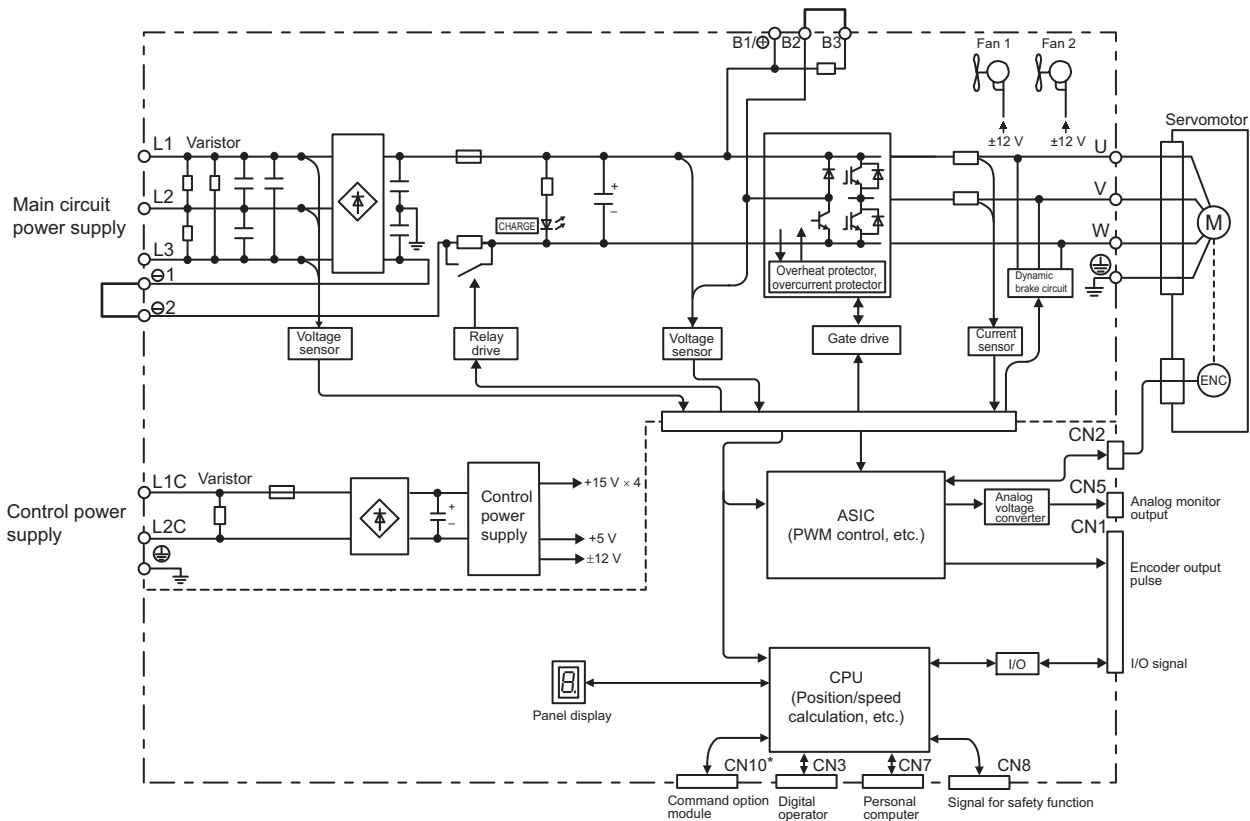 B1/⊕ B2 B3
Fan 1 Fan 2
±12 V ±12 V
Servomotor
L1 Varistor
U
Main circuit
power supply
L2
V
CHARGE
+
–
W
M
L3
⊖1
⊖2
Overheat protector,
overcurrent protector
Dynamic
brake circuit
Voltage
sensor
Relay
drive
Voltage
sensor
Gate drive
Current
sensor
ENC
CN2
L1C Varistor
Control power
supply
L2C
+
–
Control
power
supply
+15 V × 4
+5 V
±12 V
ASIC
(PWM control, etc.)
Analog
voltage
converter
CN5
Analog monitor
output
CN1
Encoder output
pulse
8.
Panel display
CPU
(Position/speed
calculation, etc.)
I/O
I/O signal
CN10* CN3 CN7 CN8
Command option
module
Digital
operator
Personal
computer
Signal for safety function